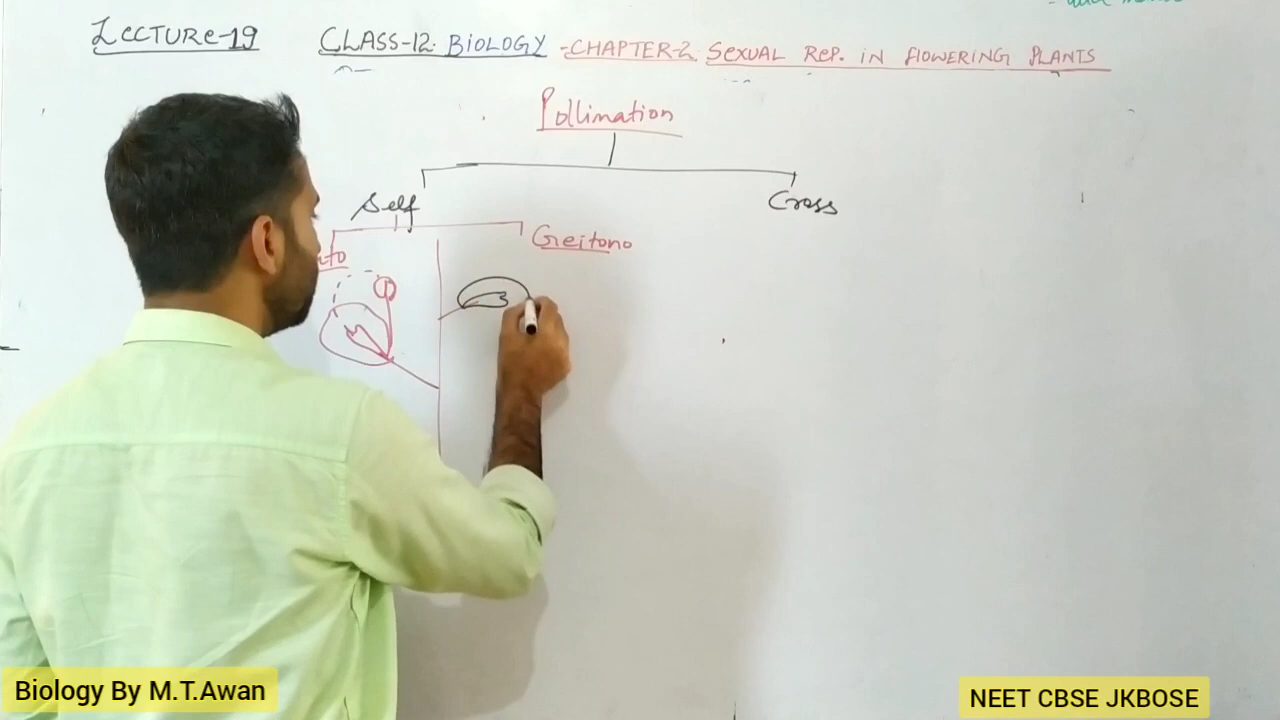 LECTURE-19 CLASS-12 BIOLOGY -CHAPTER-2 SEXUAL REP. IN FLOWERING PLANTS
Pollination
Self Cross
Geitono
Biology By M.T.Awan
NEET CBSE JKBOSE